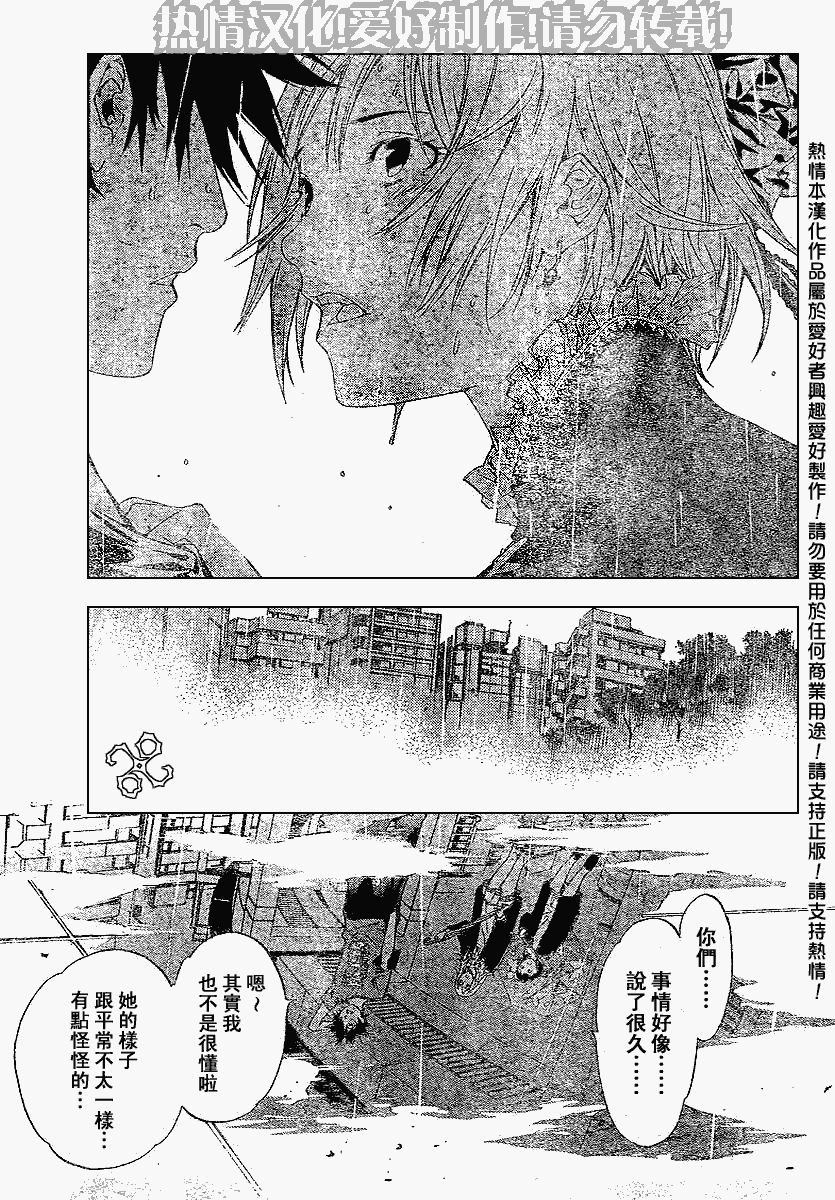 热情汉化!爱好制作!请勿转载!
熱情本漢化作品屬於愛好者興趣愛好製作!請勿要用於任何商業用途!請支持正版!請支持熱情!
你們……
事情好像……
說了很久……
嗯~
其實我
也不是很懂啦
她的樣子
跟平常不太一樣…
有點怪怪的…